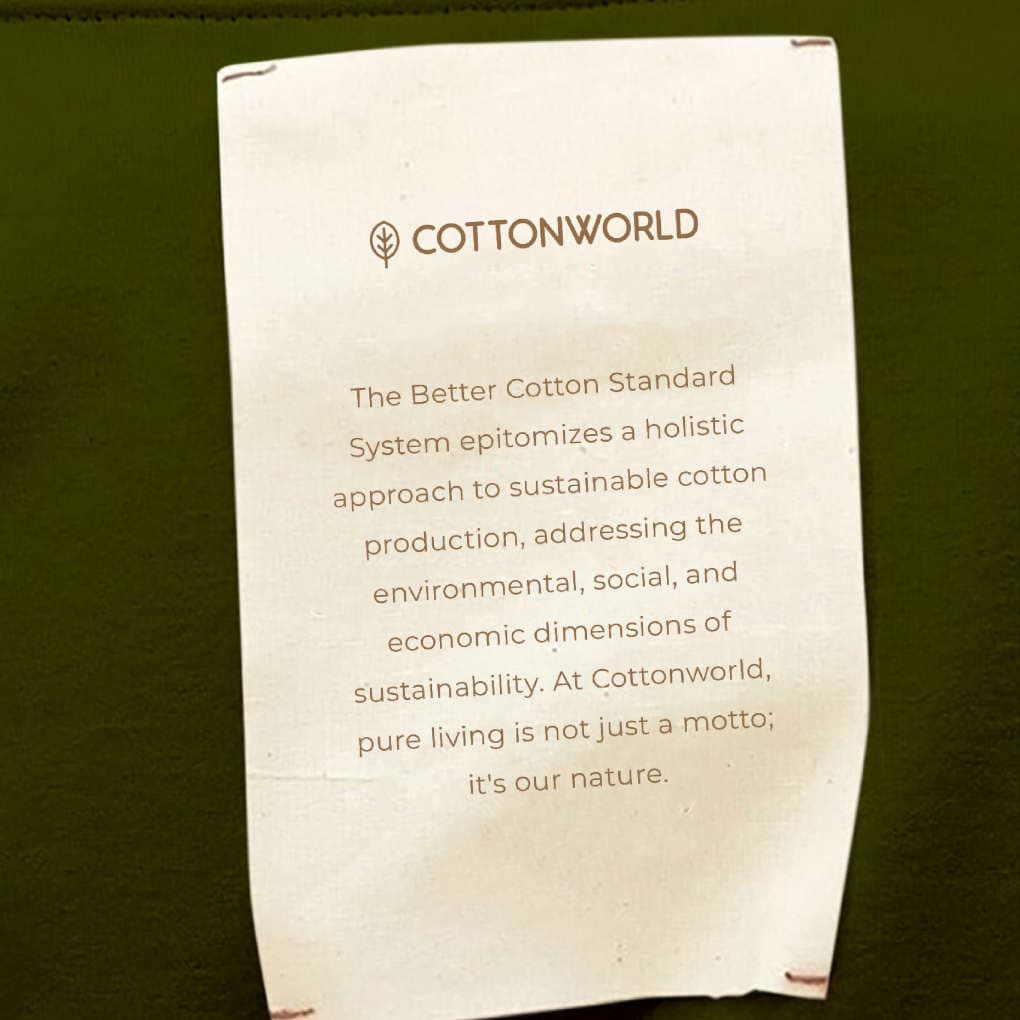 COTTONWORLD
The Better Cotton Standard
System epitomizes a holistic
approach to sustainable cotton
production, addressing the
environmental, social, and
economic dimensions of
sustainability. At Cottonworld,
pure living is not just a motto;
it's our nature.